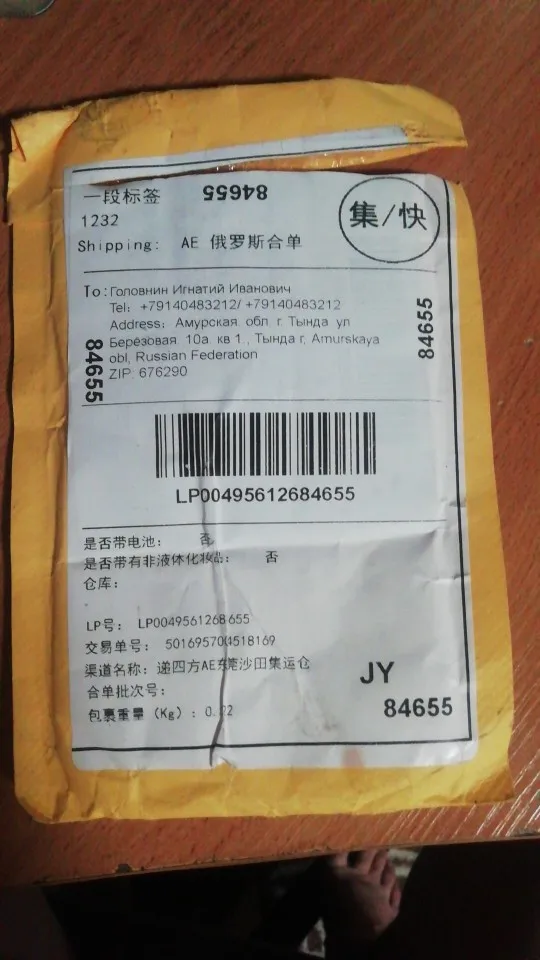 一段标签
84655
集/快
1232
Shipping: AE 俄罗斯合单
To: Головнин Игнатий Иванович
Tel: +79140483212/ +79140483212
Address: Амурская обл г. Тында ул
Берёзовая. 10а. кв 1., Тында г, Amurskaya
obl, Russian Federation
ZIP: 676290
84655
84655
LP00495612684655
是否带电池: 否
是否带有非液体化妆品: 否
仓库:
LP号: LP00495612684655
交易单号: 5016957004518169
渠道名称: 递四方AE东莞沙田集运仓
合单批次号:
包裹重量 (Kg): 0.
JY
84655